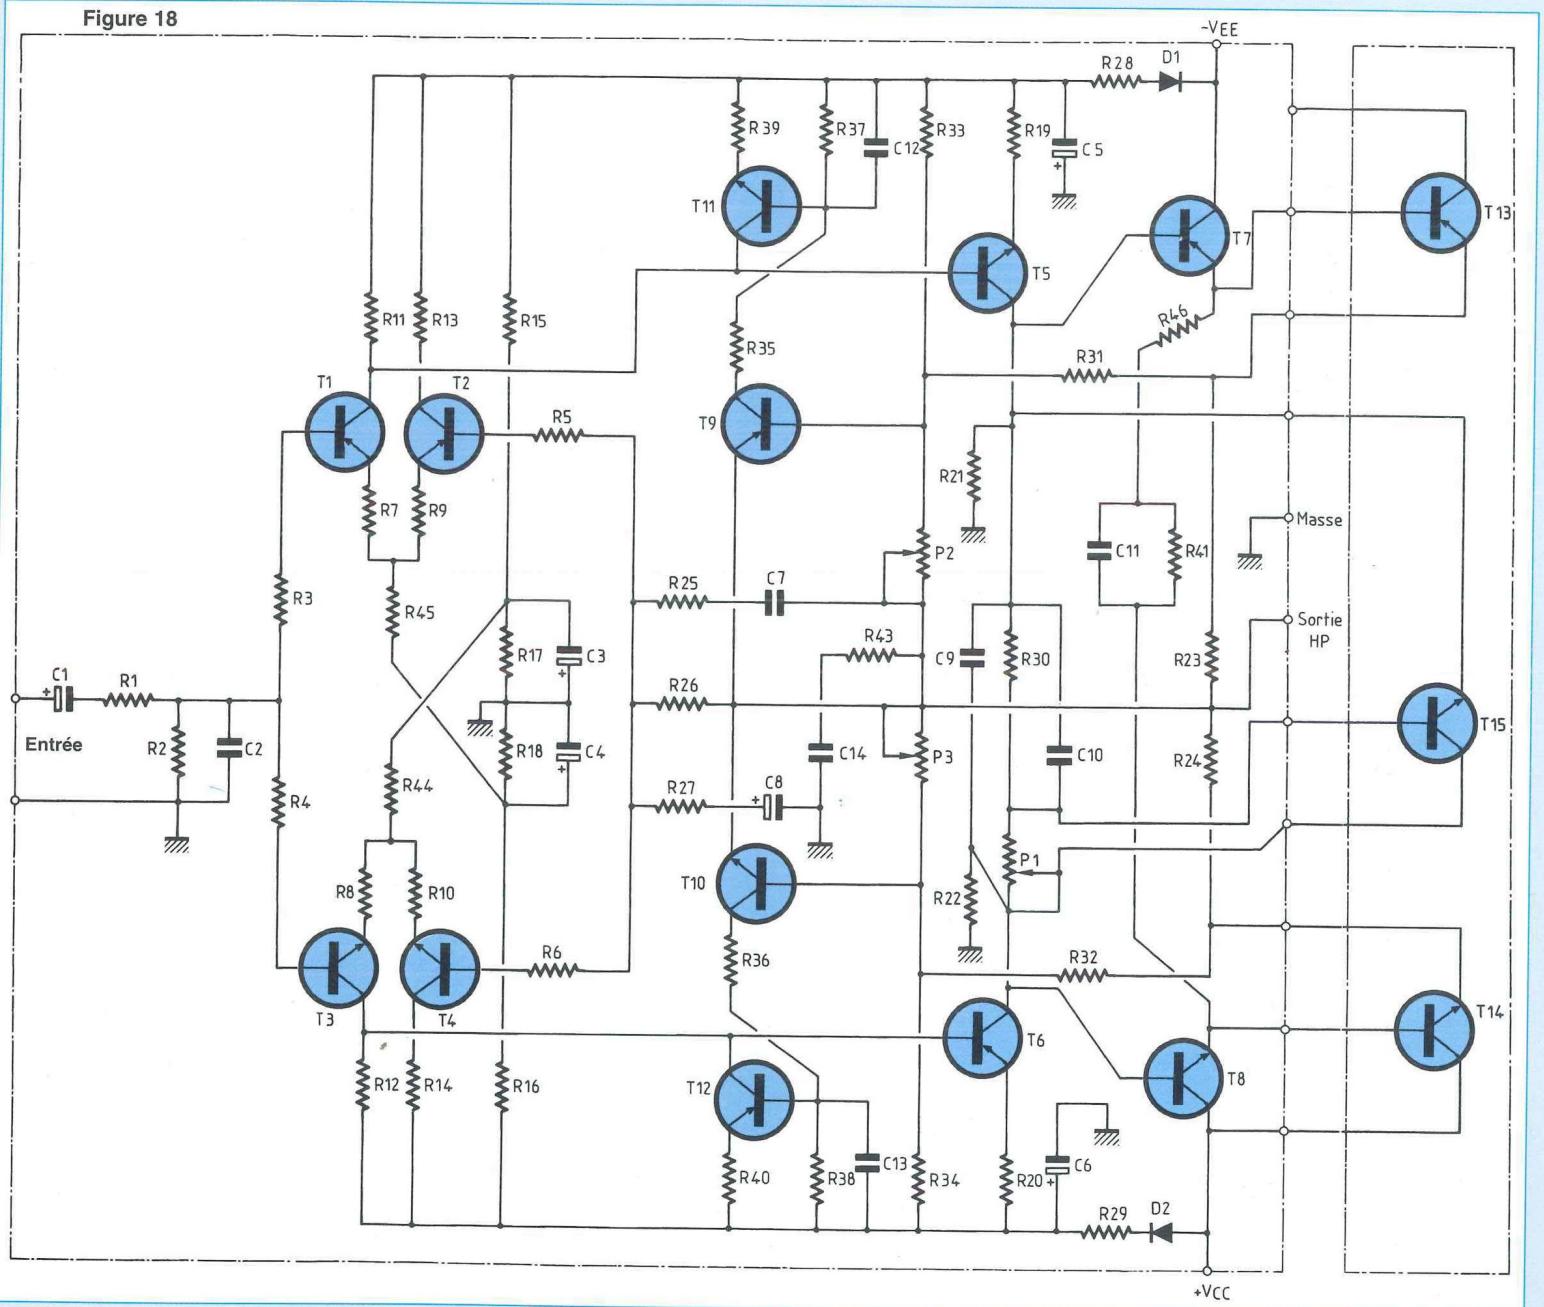 Figure 18
-VEE
R28
D1
R39
R37
C12
R33
R19
C5
+
T11
T7
T13
T5
R46
R11
R13
R15
R35
R31
T1
T2
R5
T9
R21
R7
R9
P2
C11
R41
Masse
R3
R45
R25
C7
R43
Sortie
HP
C1
+
R1
R17
C3
+
C9
R30
R23
R26
Entrée
R2
C2
R18
C4
+
C14
P3
C10
R24
T15
R4
R44
R27
+
C8
P1
R8
R10
T10
R22
R6
R36
R32
T3
T4
T6
T14
R12
R14
R16
T12
T8
R40
R38
C13
R34
R20
+
C6
R29
D2
+VCC